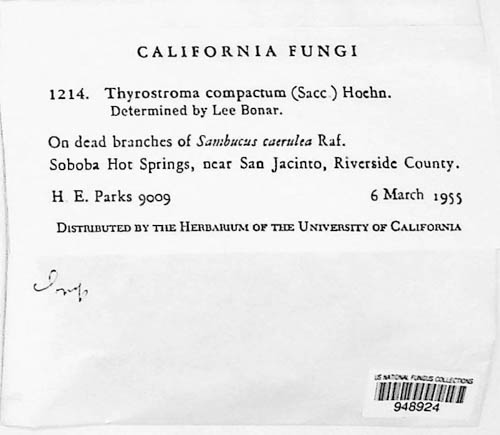 CALIFORNIA FUNGI
1214. Thyrostroma compactum (Sacc.) Hoehn.
Determined by Lee Bonar.
On dead branches of Sambucus caerulea Raf.
Soboba Hot Springs, near San Jacinto, Riverside County.
H. E. Parks 9009 6 March 1955
DISTRIBUTED BY THE HERBARIUM OF THE UNIVERSITY OF CALIFORNIA
US NATIONAL FUNGUS COLLECTIONS
948924